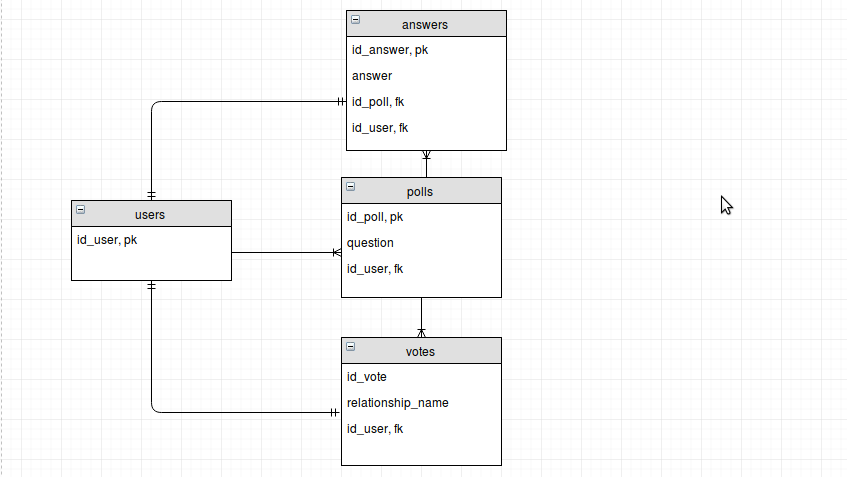 answers
id_answer, pk
answer
id_poll, fk
id_user, fk
polls
id_poll, pk
question
id_user, fk
users
id_user, pk
votes
id_vote
relationship_name
id_user, fk